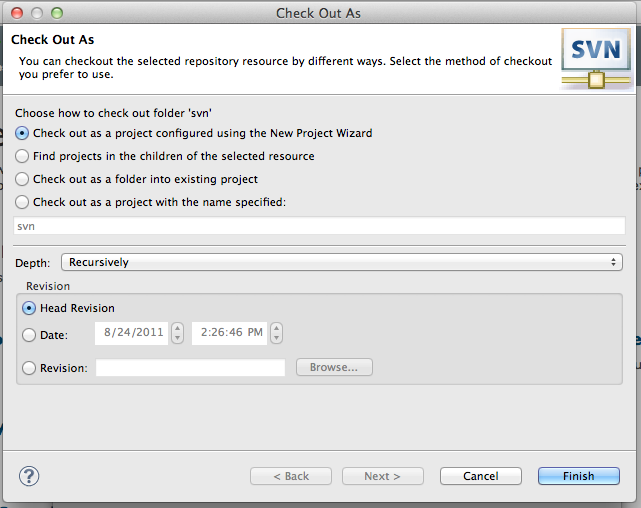 Check Out As
Check Out As
SVN
You can checkout the selected repository resource by different ways. Select the method of checkout
you prefer to use.
Choose how to check out folder 'svn'
Check out as a project configured using the New Project Wizard
Find projects in the children of the selected resource
Check out as a folder into existing project
Check out as a project with the name specified:
svn
Depth: Recursively
Revision
Head Revision
Date: 8/24/2011 2:26:46 PM
Revision: Browse...
? < Back Next > Cancel Finish